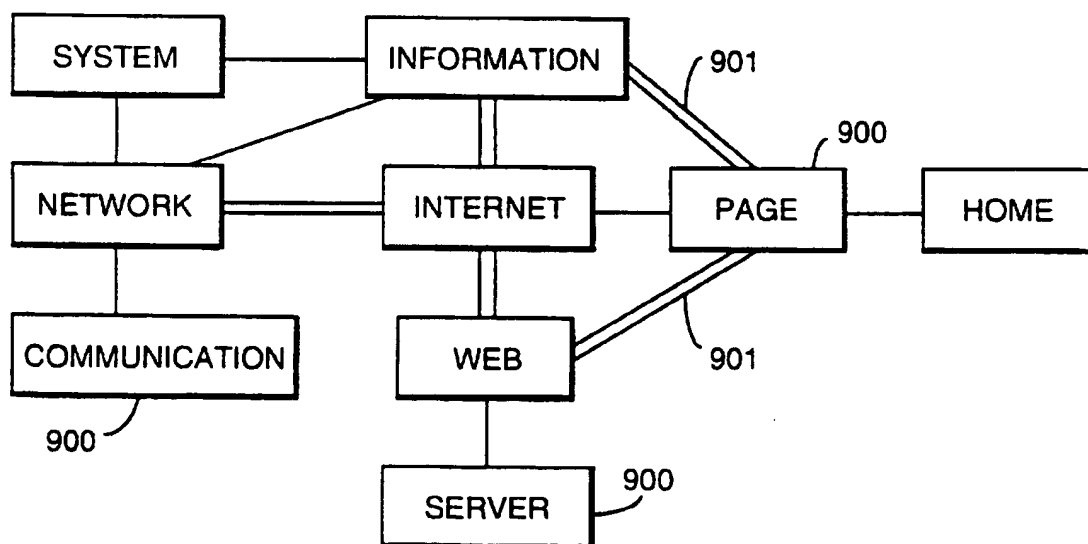 SYSTEM
INFORMATION
901
900
NETWORK
INTERNET
PAGE
HOME
COMMUNICATION
WEB
901
900
SERVER
900